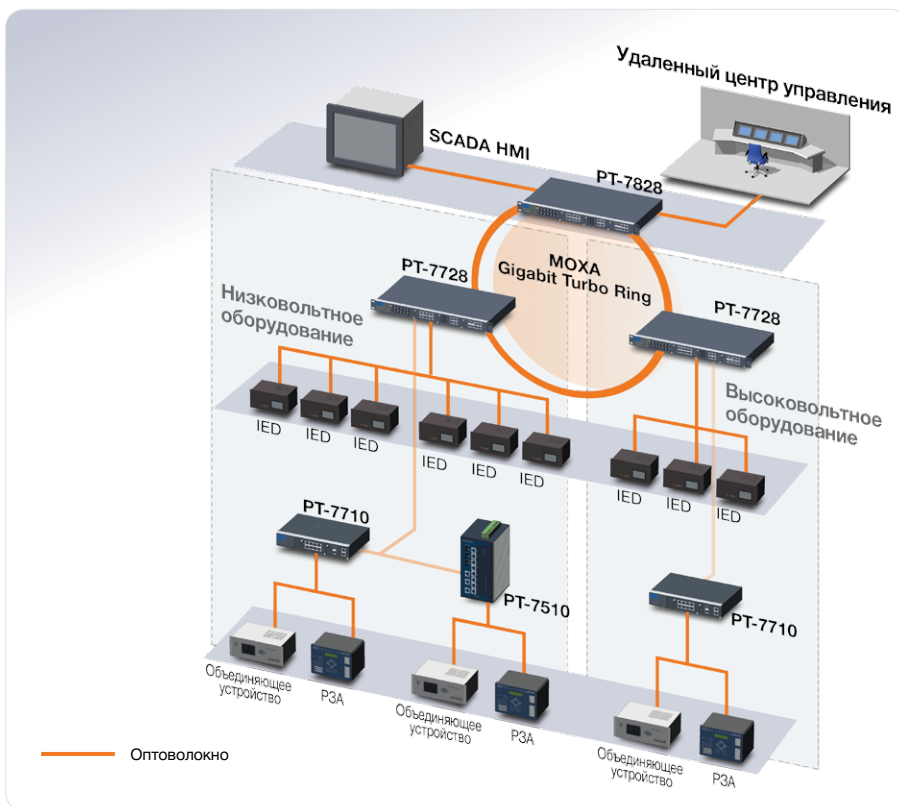 Удаленный центр управления
SCADA HMI
PT-7828
MOXA
Gigabit Turbo Ring
PT-7728
PT-7728
Низковольтное
оборудование
Высоковольтное
оборудование
IED
IED
IED
IED
IED
IED
IED
IED
IED
PT-7710
PT-7510
PT-7710
Объединяющее
устройство
РЗА
Объединяющее
устройство
РЗА
Объединяющее
устройство
РЗА
Оптоволокно